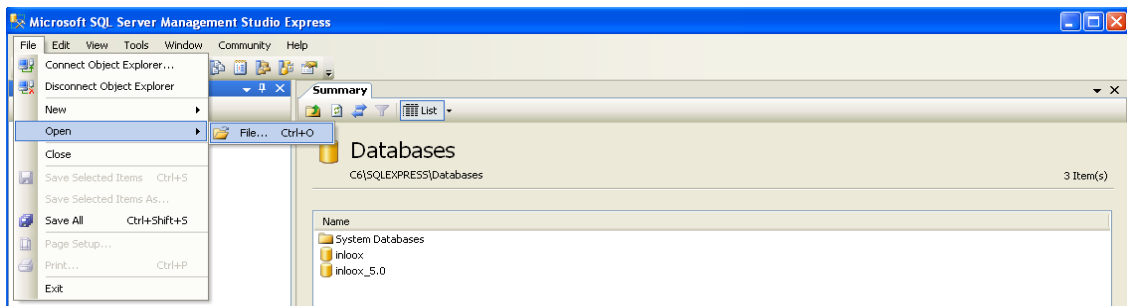 Microsoft SQL Server Management Studio Express
File Edit View Tools Window Community Help
Connect Object Explorer...
Disconnect Object Explorer
New
Open
File... Ctrl+O
Close
Save Selected Items Ctrl+S
Save Selected Items As...
Save All Ctrl+Shift+S
Page Setup...
Print... Ctrl+P
Exit
Summary
List
Databases
C6\SQLEXPRESS\Databases
3 Item(s)
Name
System Databases
inloox
inloox_5.0